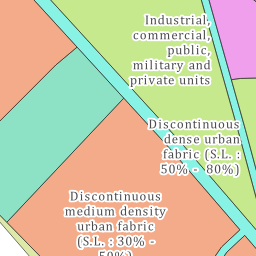 Industrial,
commercial,
public,
military and
private units
Discontinuous
dense urban
fabric (S.L. :
50% - 80%)
Discontinuous
medium density
urban fabric
(S.L. : 30% -
50%)